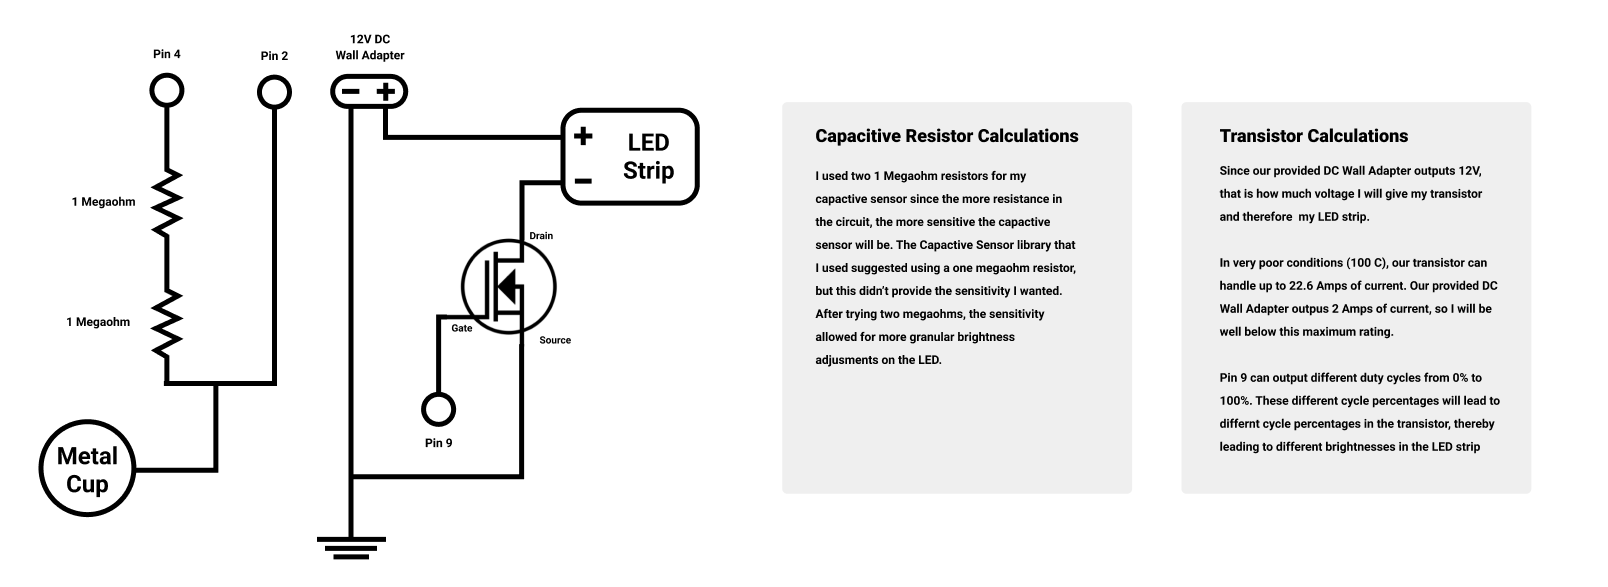 Pin 4
Pin 2
12V DC
Wall Adapter
− +
1 Megaohm
1 Megaohm
Metal
Cup
+ LED
− Strip
Drain
Gate
Source
Pin 9
Capacitive Resistor Calculations
I used two 1 Megaohm resistors for my
capactive sensor since the more resistance in
the circuit, the more sensitive the capactive
sensor will be. The Capactive Sensor library that
I used suggested using a one megaohm resistor,
but this didn't provide the sensitivity I wanted.
After trying two megaohms, the sensitivity
allowed for more granular brightness
adjusments on the LED.
Transistor Calculations
Since our provided DC Wall Adapter outputs 12V,
that is how much voltage I will give my transistor
and therefore my LED strip.
In very poor conditions (100 C), our transistor can
handle up to 22.6 Amps of current. Our provided DC
Wall Adapter outpus 2 Amps of current, so I will be
well below this maximum rating.
Pin 9 can output different duty cycles from 0% to
100%. These different cycle percentages will lead to
differnt cycle percentages in the transistor, thereby
leading to different brightnesses in the LED strip